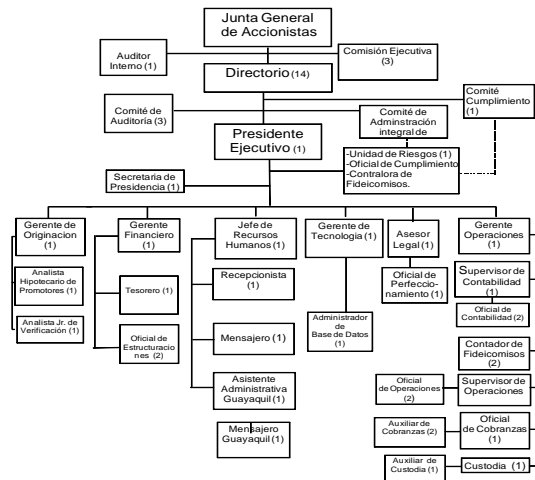 Junta General
de Accionistas
Auditor
Interno (1)
Comisión Ejecutiva
(3)
Directorio (14)
Comité
Cumplimiento
(1)
Comité de
Auditoría (3)
Comité de
Adminstración
integral de
Presidente
Ejecutivo (1)
-Unidad de Riesgos (1)
-Oficial de Cumplimiento
-Contralora de
Fideicomisos.
Secretaria de
Presidencia (1)
Gerente de
Originacion
(1)
Gerente
Financiero
(1)
Jefe de
Recursos
Humanos (1)
Gerente de
Tecnologia (1)
Asesor
Legal (1)
Gerente
Operaciones
(1)
Analista
Hipotecario de
Promotores (1)
Tesorero (1)
Recepcionista
(1)
Oficial de
Perfeccio-
namiento (1)
Supervisor de
Contabilidad
(1)
Oficial de
Contabilidad (2)
Analista Jr. de
Verificación (1)
Oficial de
Estructuracio
nes (2)
Mensajero (1)
Administrador
de
Base de Datos
(1)
Contador de
Fideicomisos
(2)
Asistente
Administrativa
Guayaquil (1)
Oficial
de Operaciones
(2)
Supervisor de
Operaciones
Mensajero
Guayaquil (1)
Auxiliar de
Cobranzas (2)
Oficial
de Cobranzas
(1)
Auxiliar de
Custodia (1)
Custodia (1)